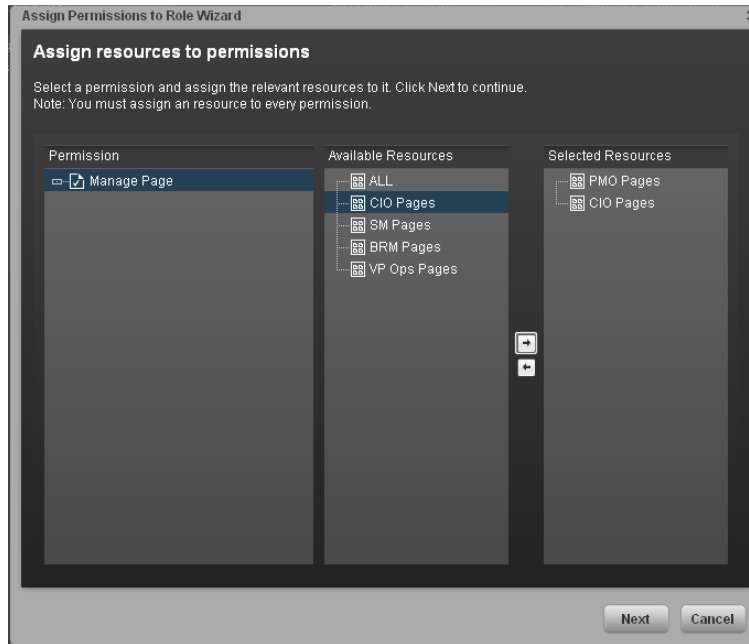 Assign Permissions to Role Wizard
Assign resources to permissions
Select a permission and assign the relevant resources to it. Click Next to continue.
Note: You must assign an resource to every permission.
Permission
Manage Page
Available Resources
ALL
CIO Pages
SM Pages
BRM Pages
VP Ops Pages
Selected Resources
PMO Pages
CIO Pages
Next
Cancel